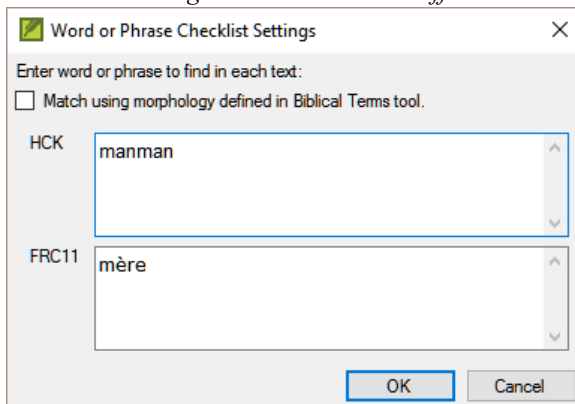 Word or Phrase Checklist Settings
Enter word or phrase to find in each text:
Match using morphology defined in Biblical Terms tool.
HCK
manman
FRC11
mère
OK Cancel